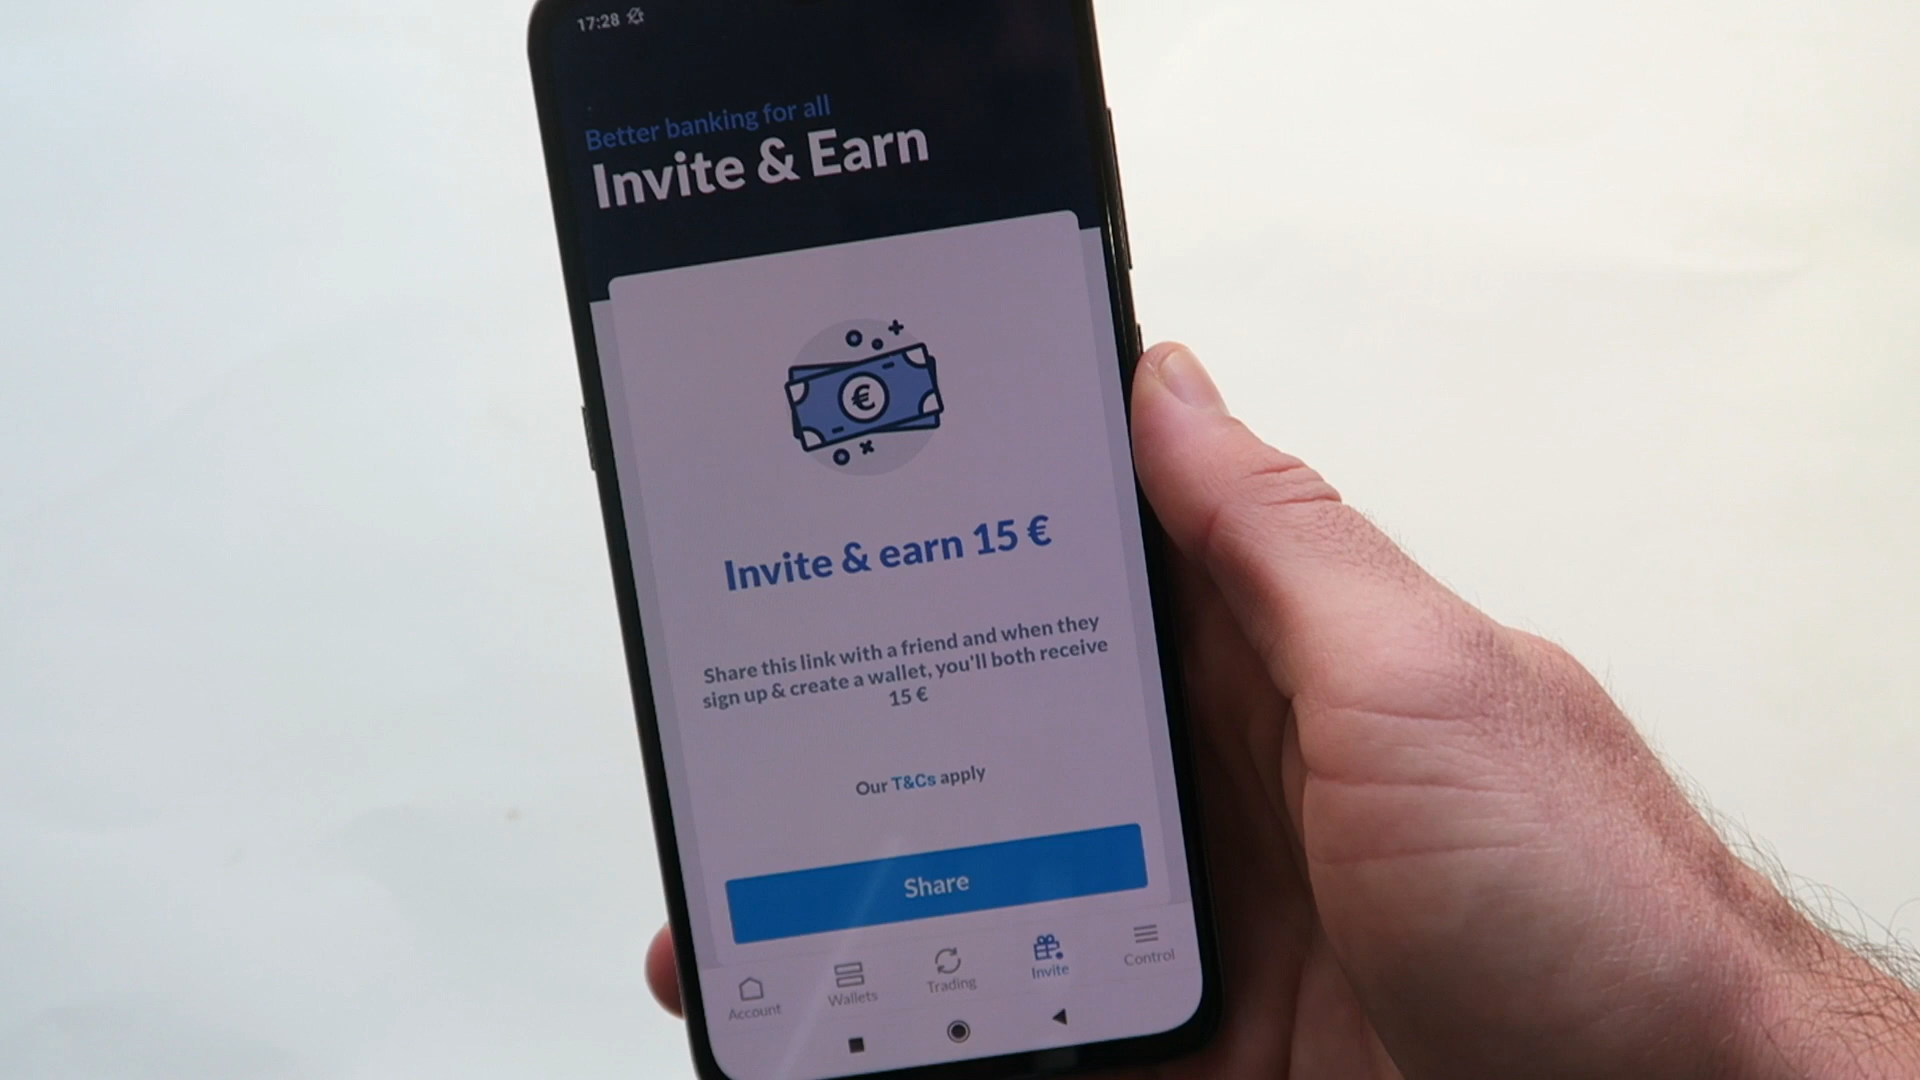 17:28
Better banking for all
Invite & Earn
€
Invite & earn 15 €
Share this link with a friend and when they
sign up & create a wallet, you'll both receive
15 €
Our T&Cs apply
Share
Account
Wallets
Trading
Invite
Control